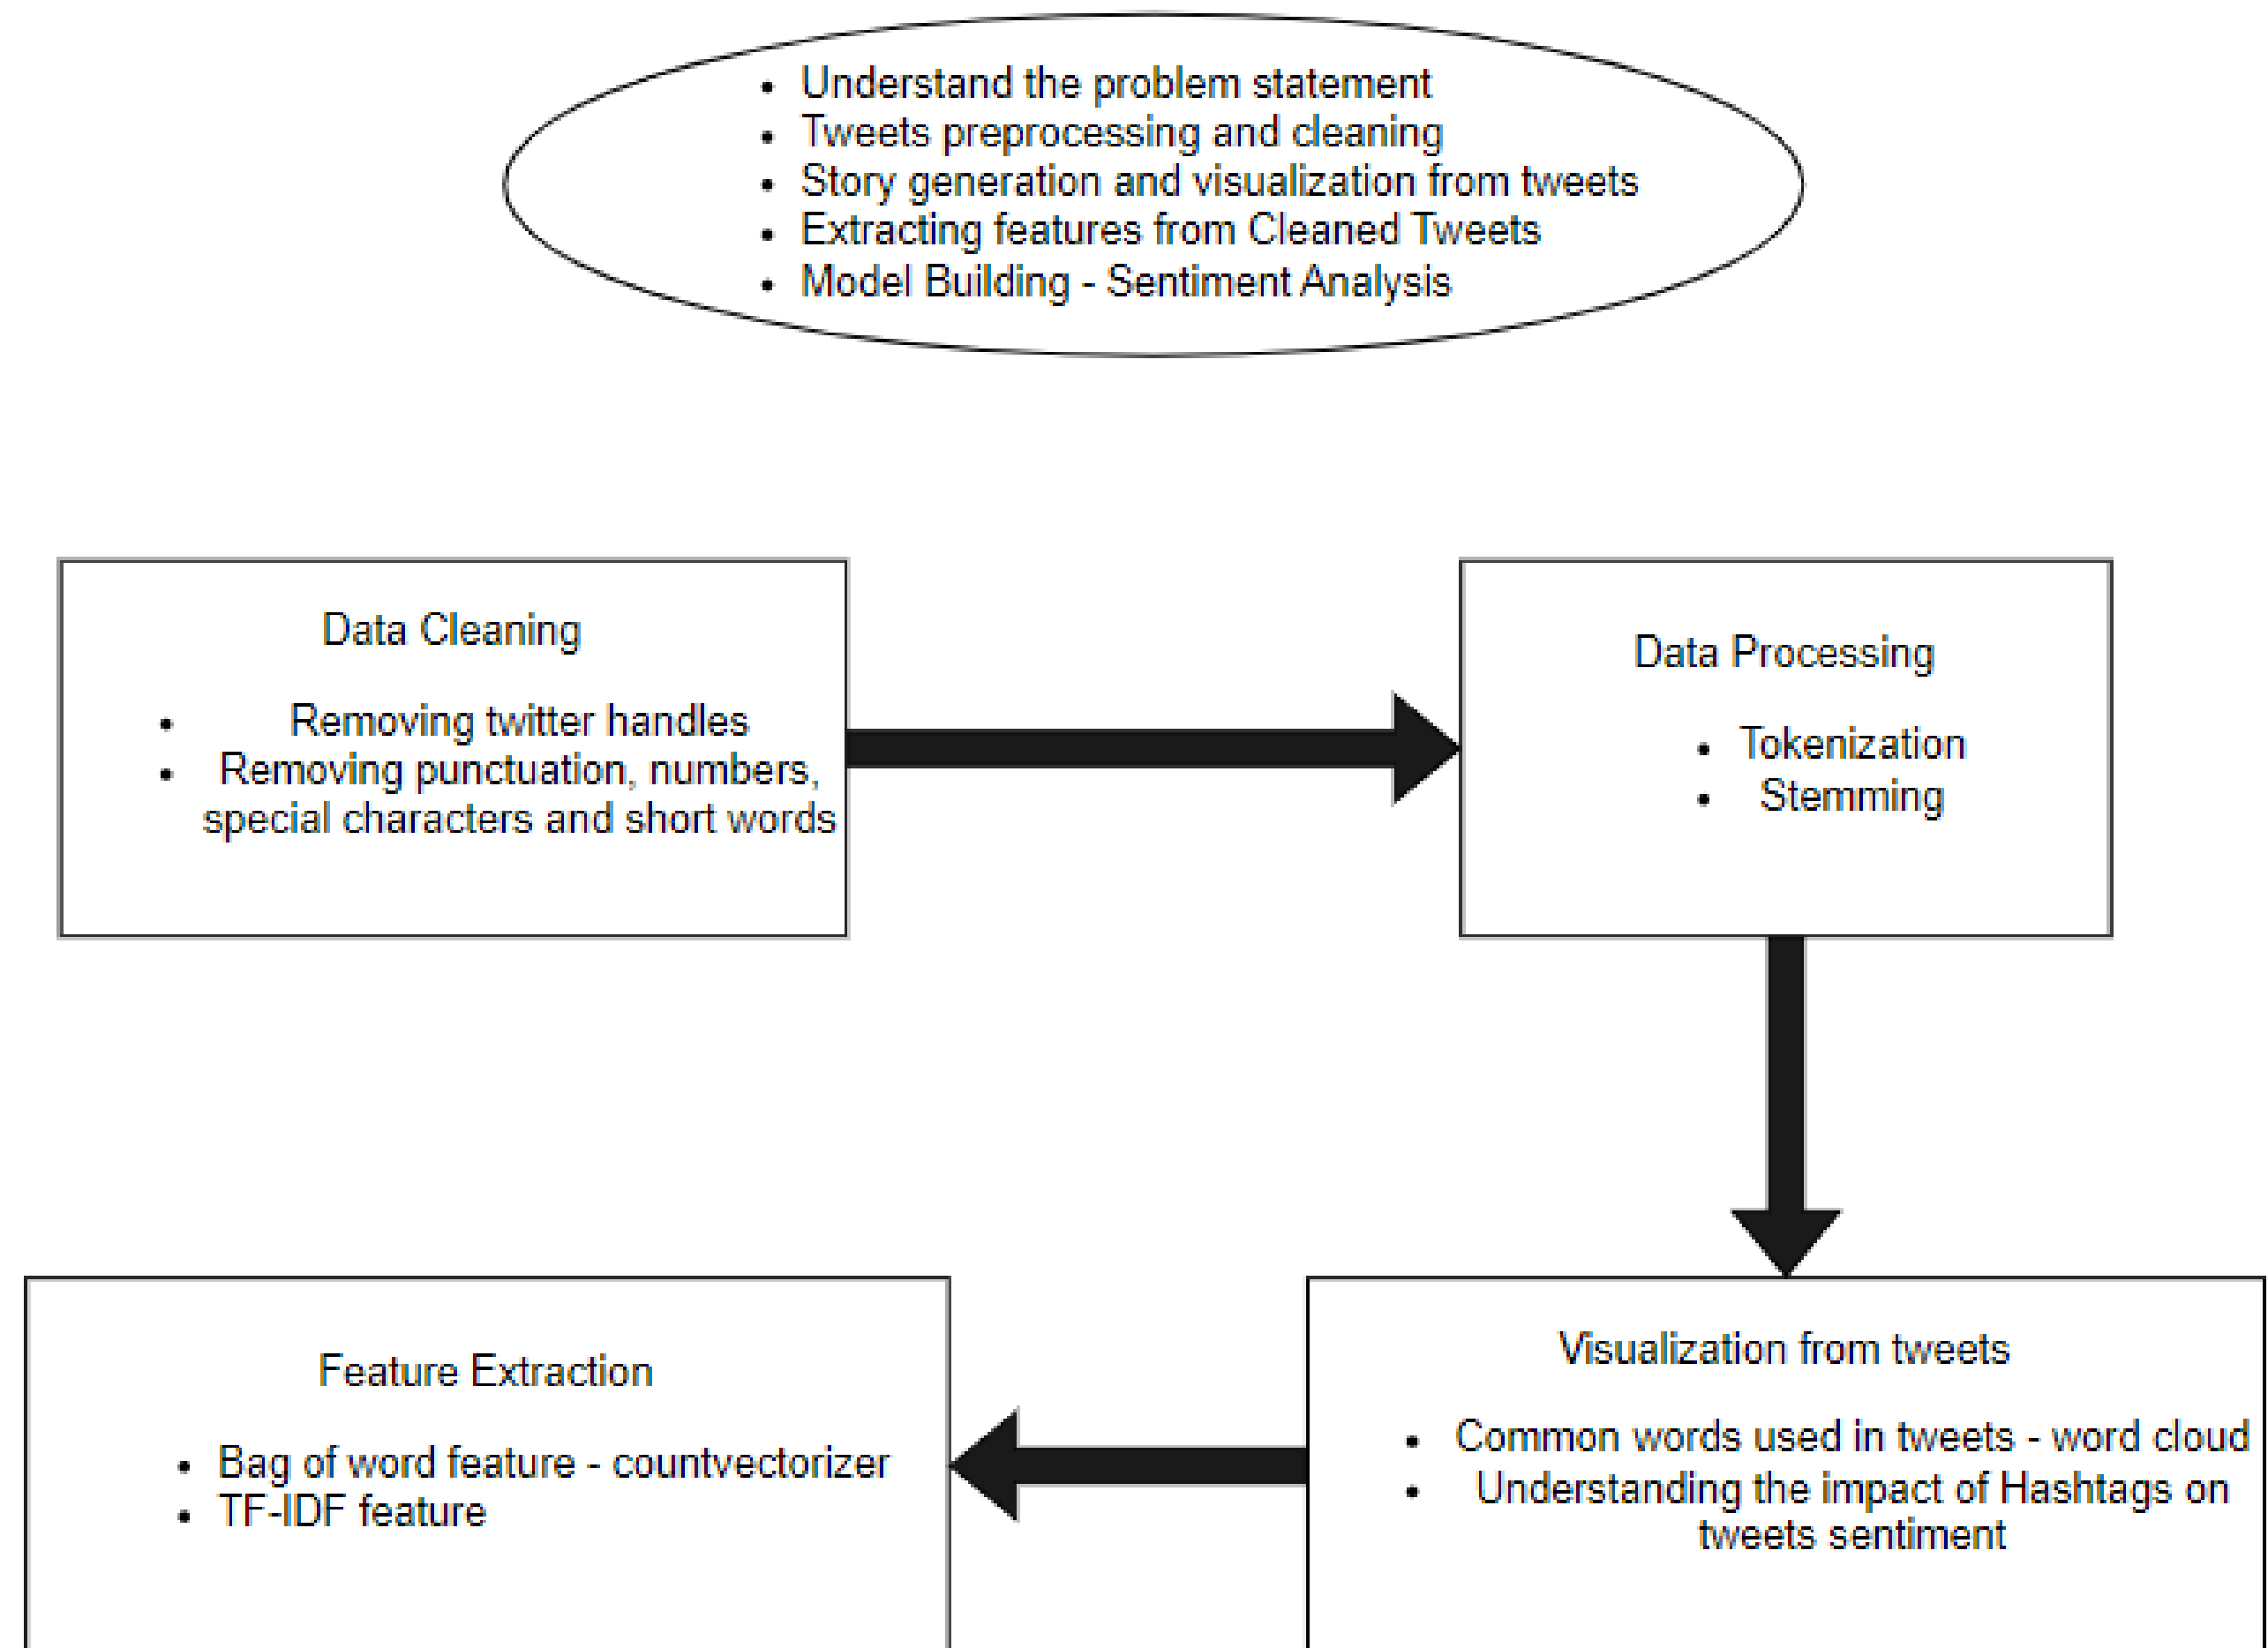 • Understand the problem statement
• Tweets preprocessing and cleaning
• Story generation and visualization from tweets
• Extracting features from Cleaned Tweets
• Model Building - Sentiment Analysis
Data Cleaning
• Removing twitter handles
• Removing punctuation, numbers,
special characters and short words
Data Processing
• Tokenization
• Stemming
Visualization from tweets
• Common words used in tweets - word cloud
• Understanding the impact of Hashtags on
tweets sentiment
Feature Extraction
• Bag of word feature - countvectorizer
• TF-IDF feature